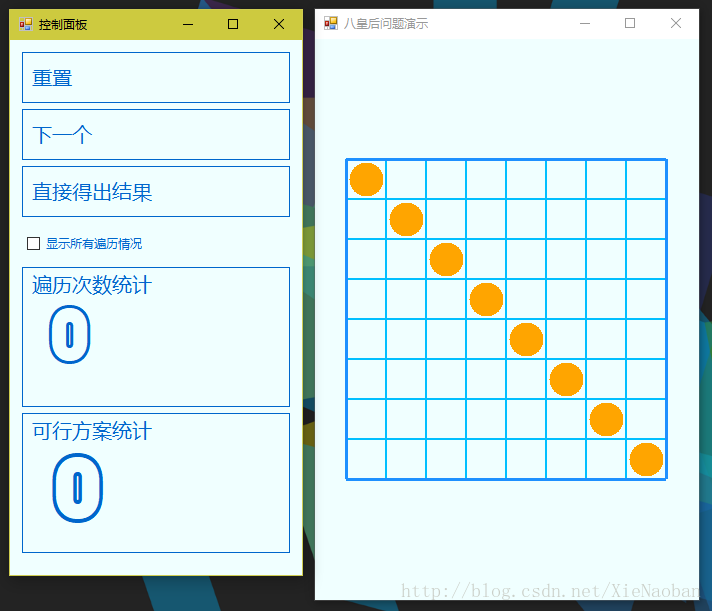 控制面板
重置
下一个
直接得出结果
显示所有遍历情况
遍历次数统计
0
可行方案统计
0
八皇后问题演示
http://blog.csdn.net/XieNaoban